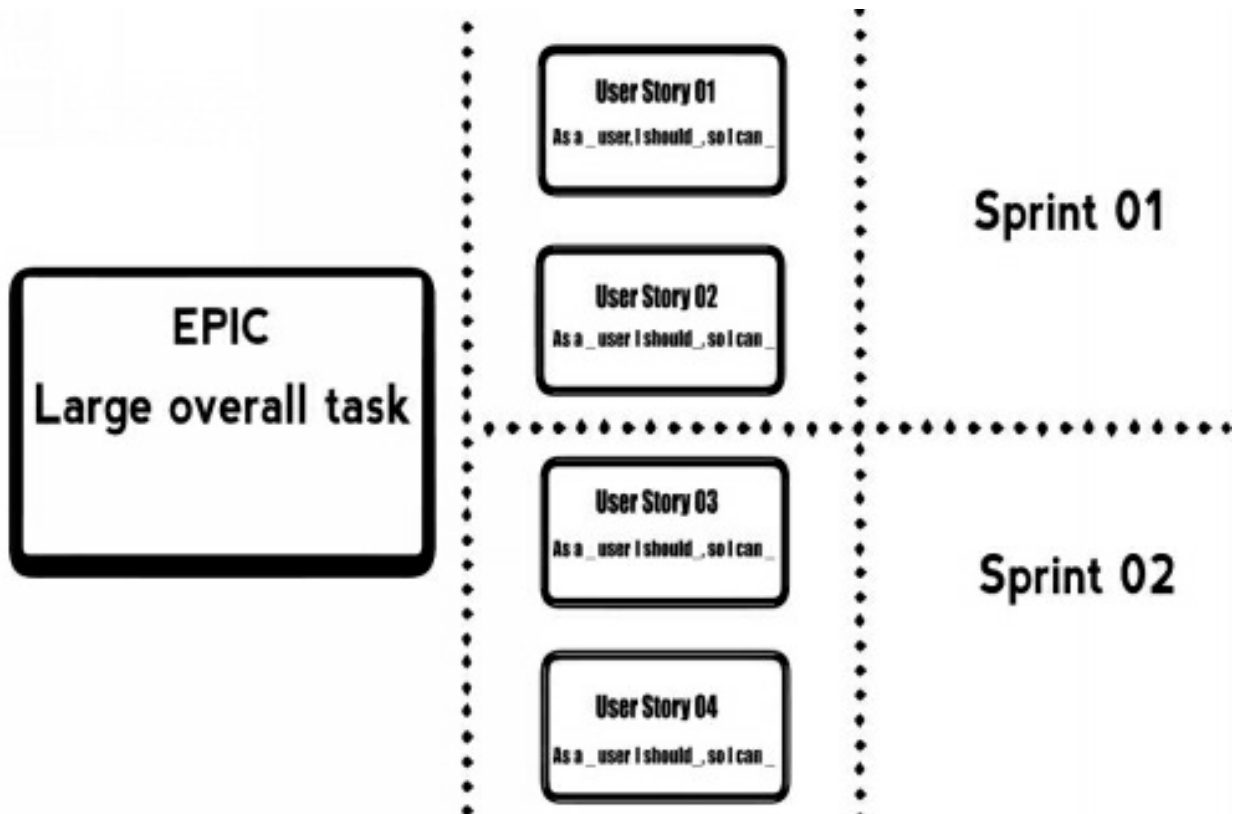 EPIC
Large overall task
User Story 01
As a _ user, I should _, so I can _
User Story 02
As a _ user I should _, so I can _
Sprint 01
User Story 03
As a _ user I should _, so I can _
User Story 04
As a _ user I should _, so I can _
Sprint 02